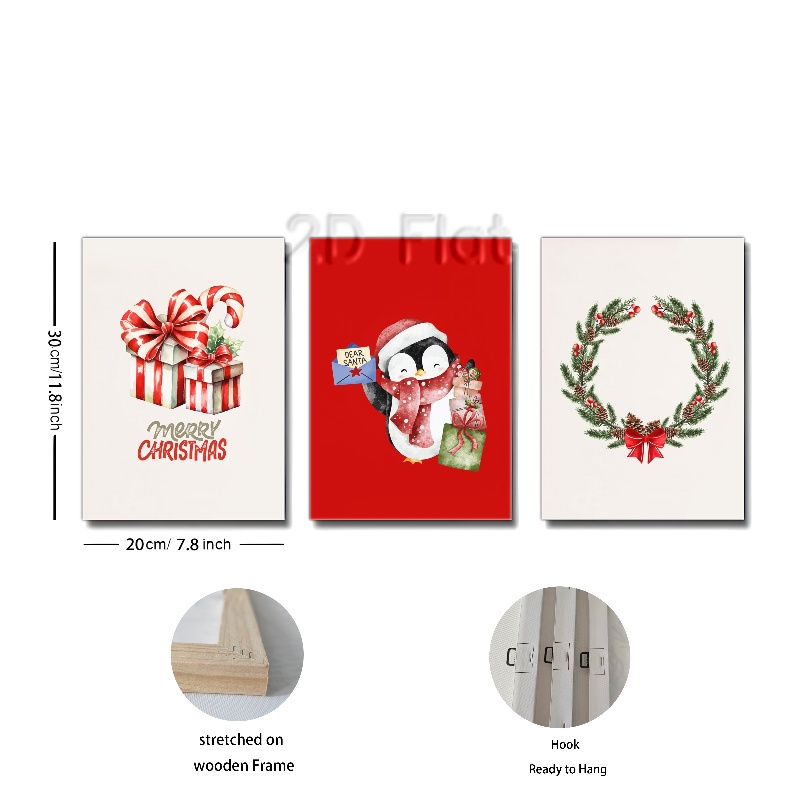 2D Flat
30cm/11.8inch
DEAR
SANTA
MERRY
CHRISTMAS
20cm/ 7.8 inch
stretched on
wooden Frame
Hook
Ready to Hang